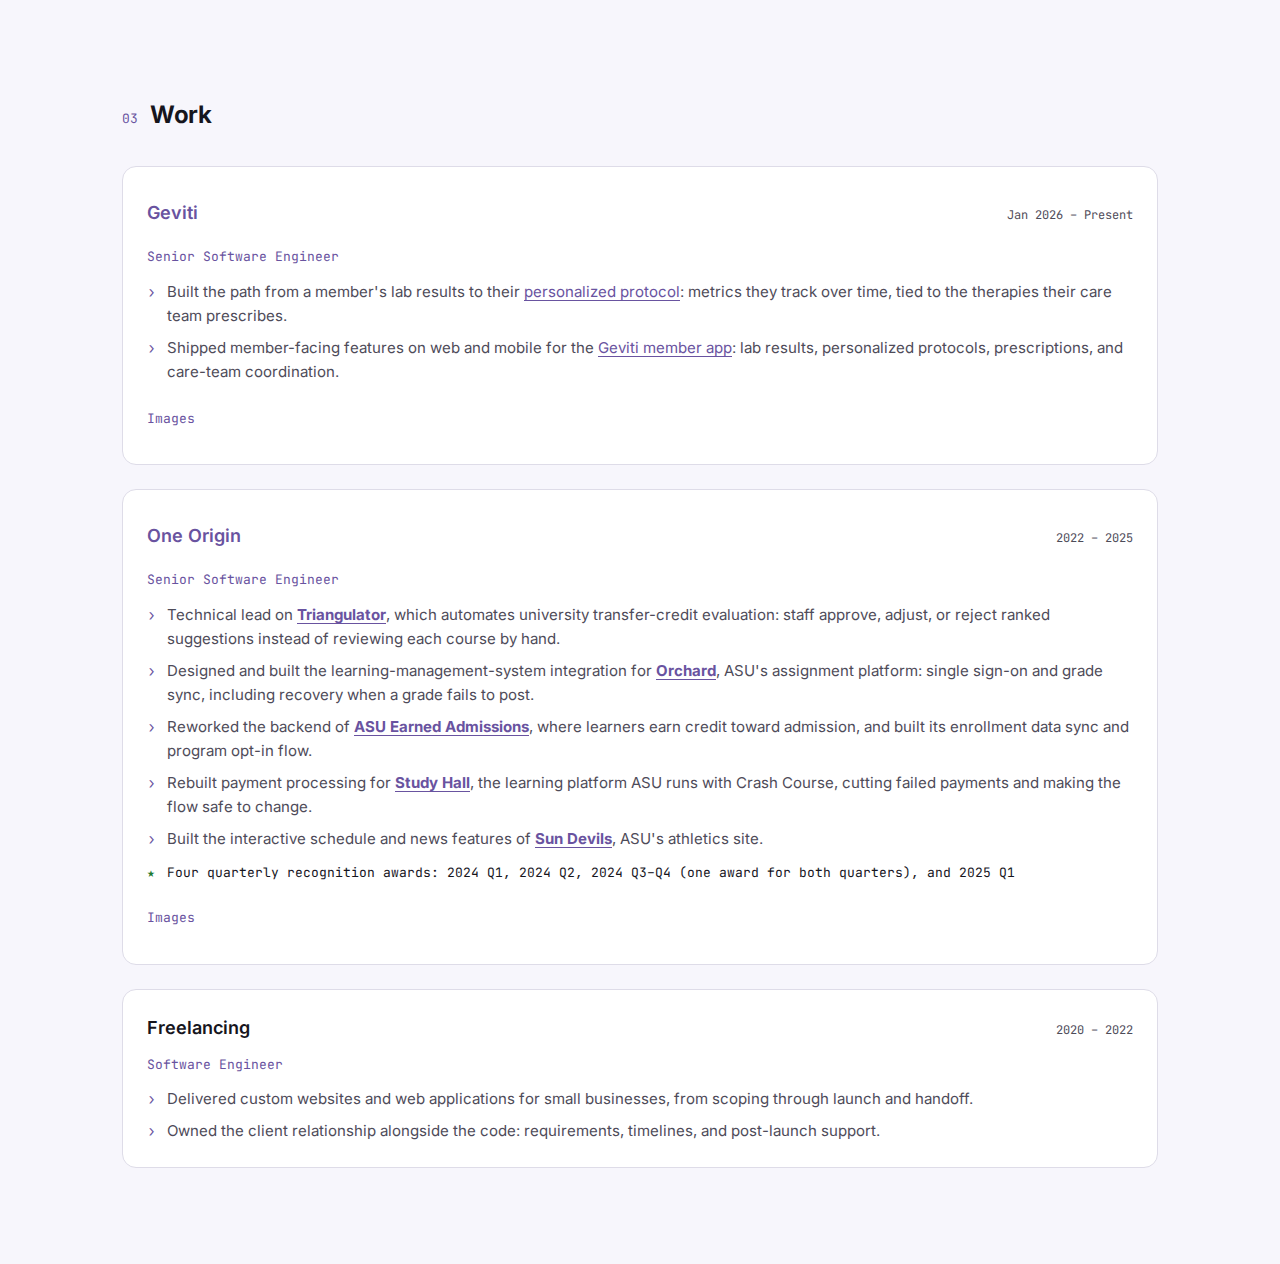 03 Work
Geviti
Jan 2026 – Present
Senior Software Engineer
› Built the path from a member's lab results to their personalized protocol: metrics they track over time, tied to the therapies their care
team prescribes.
› Shipped member-facing features on web and mobile for the Geviti member app: lab results, personalized protocols, prescriptions, and
care-team coordination.
Images
One Origin
2022 – 2025
Senior Software Engineer
› Technical lead on Triangulator, which automates university transfer-credit evaluation: staff approve, adjust, or reject ranked
suggestions instead of reviewing each course by hand.
› Designed and built the learning-management-system integration for Orchard, ASU's assignment platform: single sign-on and grade
sync, including recovery when a grade fails to post.
› Reworked the backend of ASU Earned Admissions, where learners earn credit toward admission, and built its enrollment data sync and
program opt-in flow.
› Rebuilt payment processing for Study Hall, the learning platform ASU runs with Crash Course, cutting failed payments and making the
flow safe to change.
› Built the interactive schedule and news features of Sun Devils, ASU's athletics site.
★ Four quarterly recognition awards: 2024 Q1, 2024 Q2, 2024 Q3–Q4 (one award for both quarters), and 2025 Q1
Images
Freelancing
2020 – 2022
Software Engineer
› Delivered custom websites and web applications for small businesses, from scoping through launch and handoff.
› Owned the client relationship alongside the code: requirements, timelines, and post-launch support.